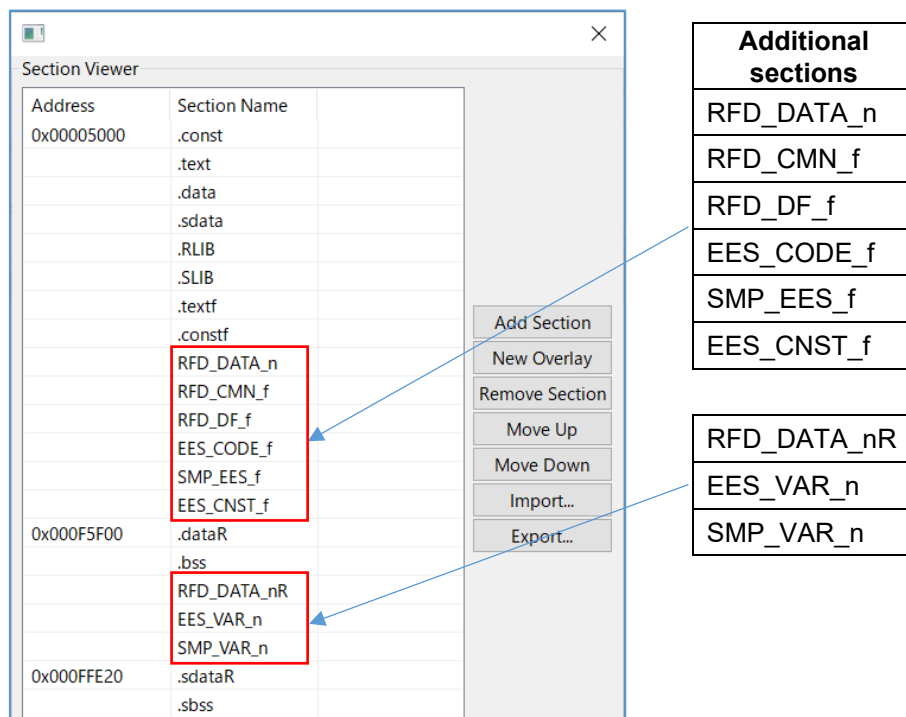 Section Viewer
Address Section Name
0x00005000 .const
.text
.data
.sdata
.RLIB
.SLIB
.textf
.constf
RFD_DATA_n
RFD_CMN_f
RFD_DF_f
EES_CODE_f
SMP_EES_f
EES_CNST_f
0x000F5F00 .dataR
.bss
RFD_DATA_nR
EES_VAR_n
SMP_VAR_n
0x000FFE20 .sdataR
.sbss
Add Section
New Overlay
Remove Section
Move Up
Move Down
Import...
Export...
Additional
sections
RFD_DATA_n
RFD_CMN_f
RFD_DF_f
EES_CODE_f
SMP_EES_f
EES_CNST_f
RFD_DATA_nR
EES_VAR_n
SMP_VAR_n